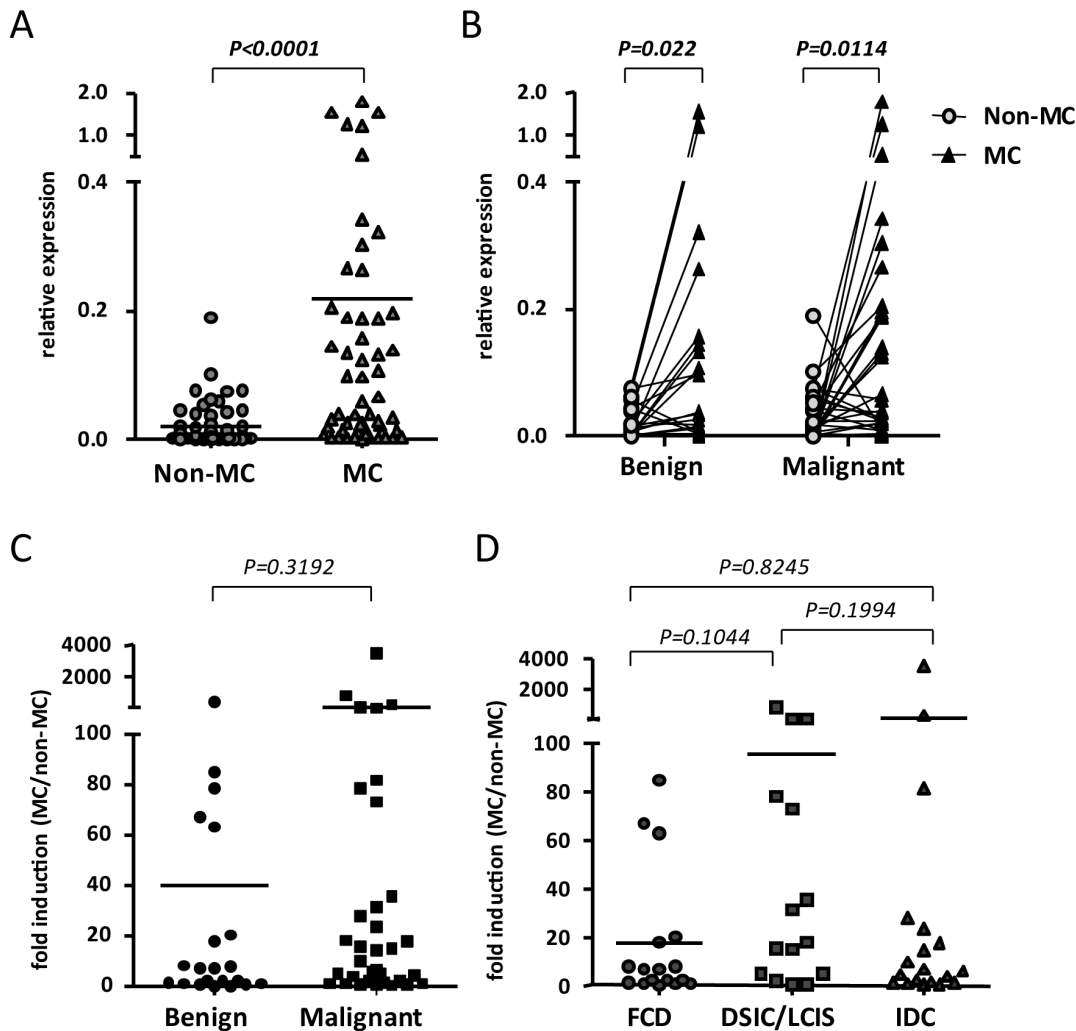 A
P<0.0001
2.0
1.0
0.4
0.2
0.0
relative expression
Non-MC
MC
B
P=0.022
P=0.0114
2.0
1.0
0.4
0.2
0.0
relative expression
Benign
Malignant
Non-MC
MC
C
P=0.3192
4000
2000
100
80
60
40
20
0
fold induction (MC/non-MC)
Benign
Malignant
D
P=0.8245
P=0.1994
P=0.1044
4000
2000
100
80
60
40
20
0
fold induction (MC/non-MC)
FCD
DSIC/LCIS
IDC